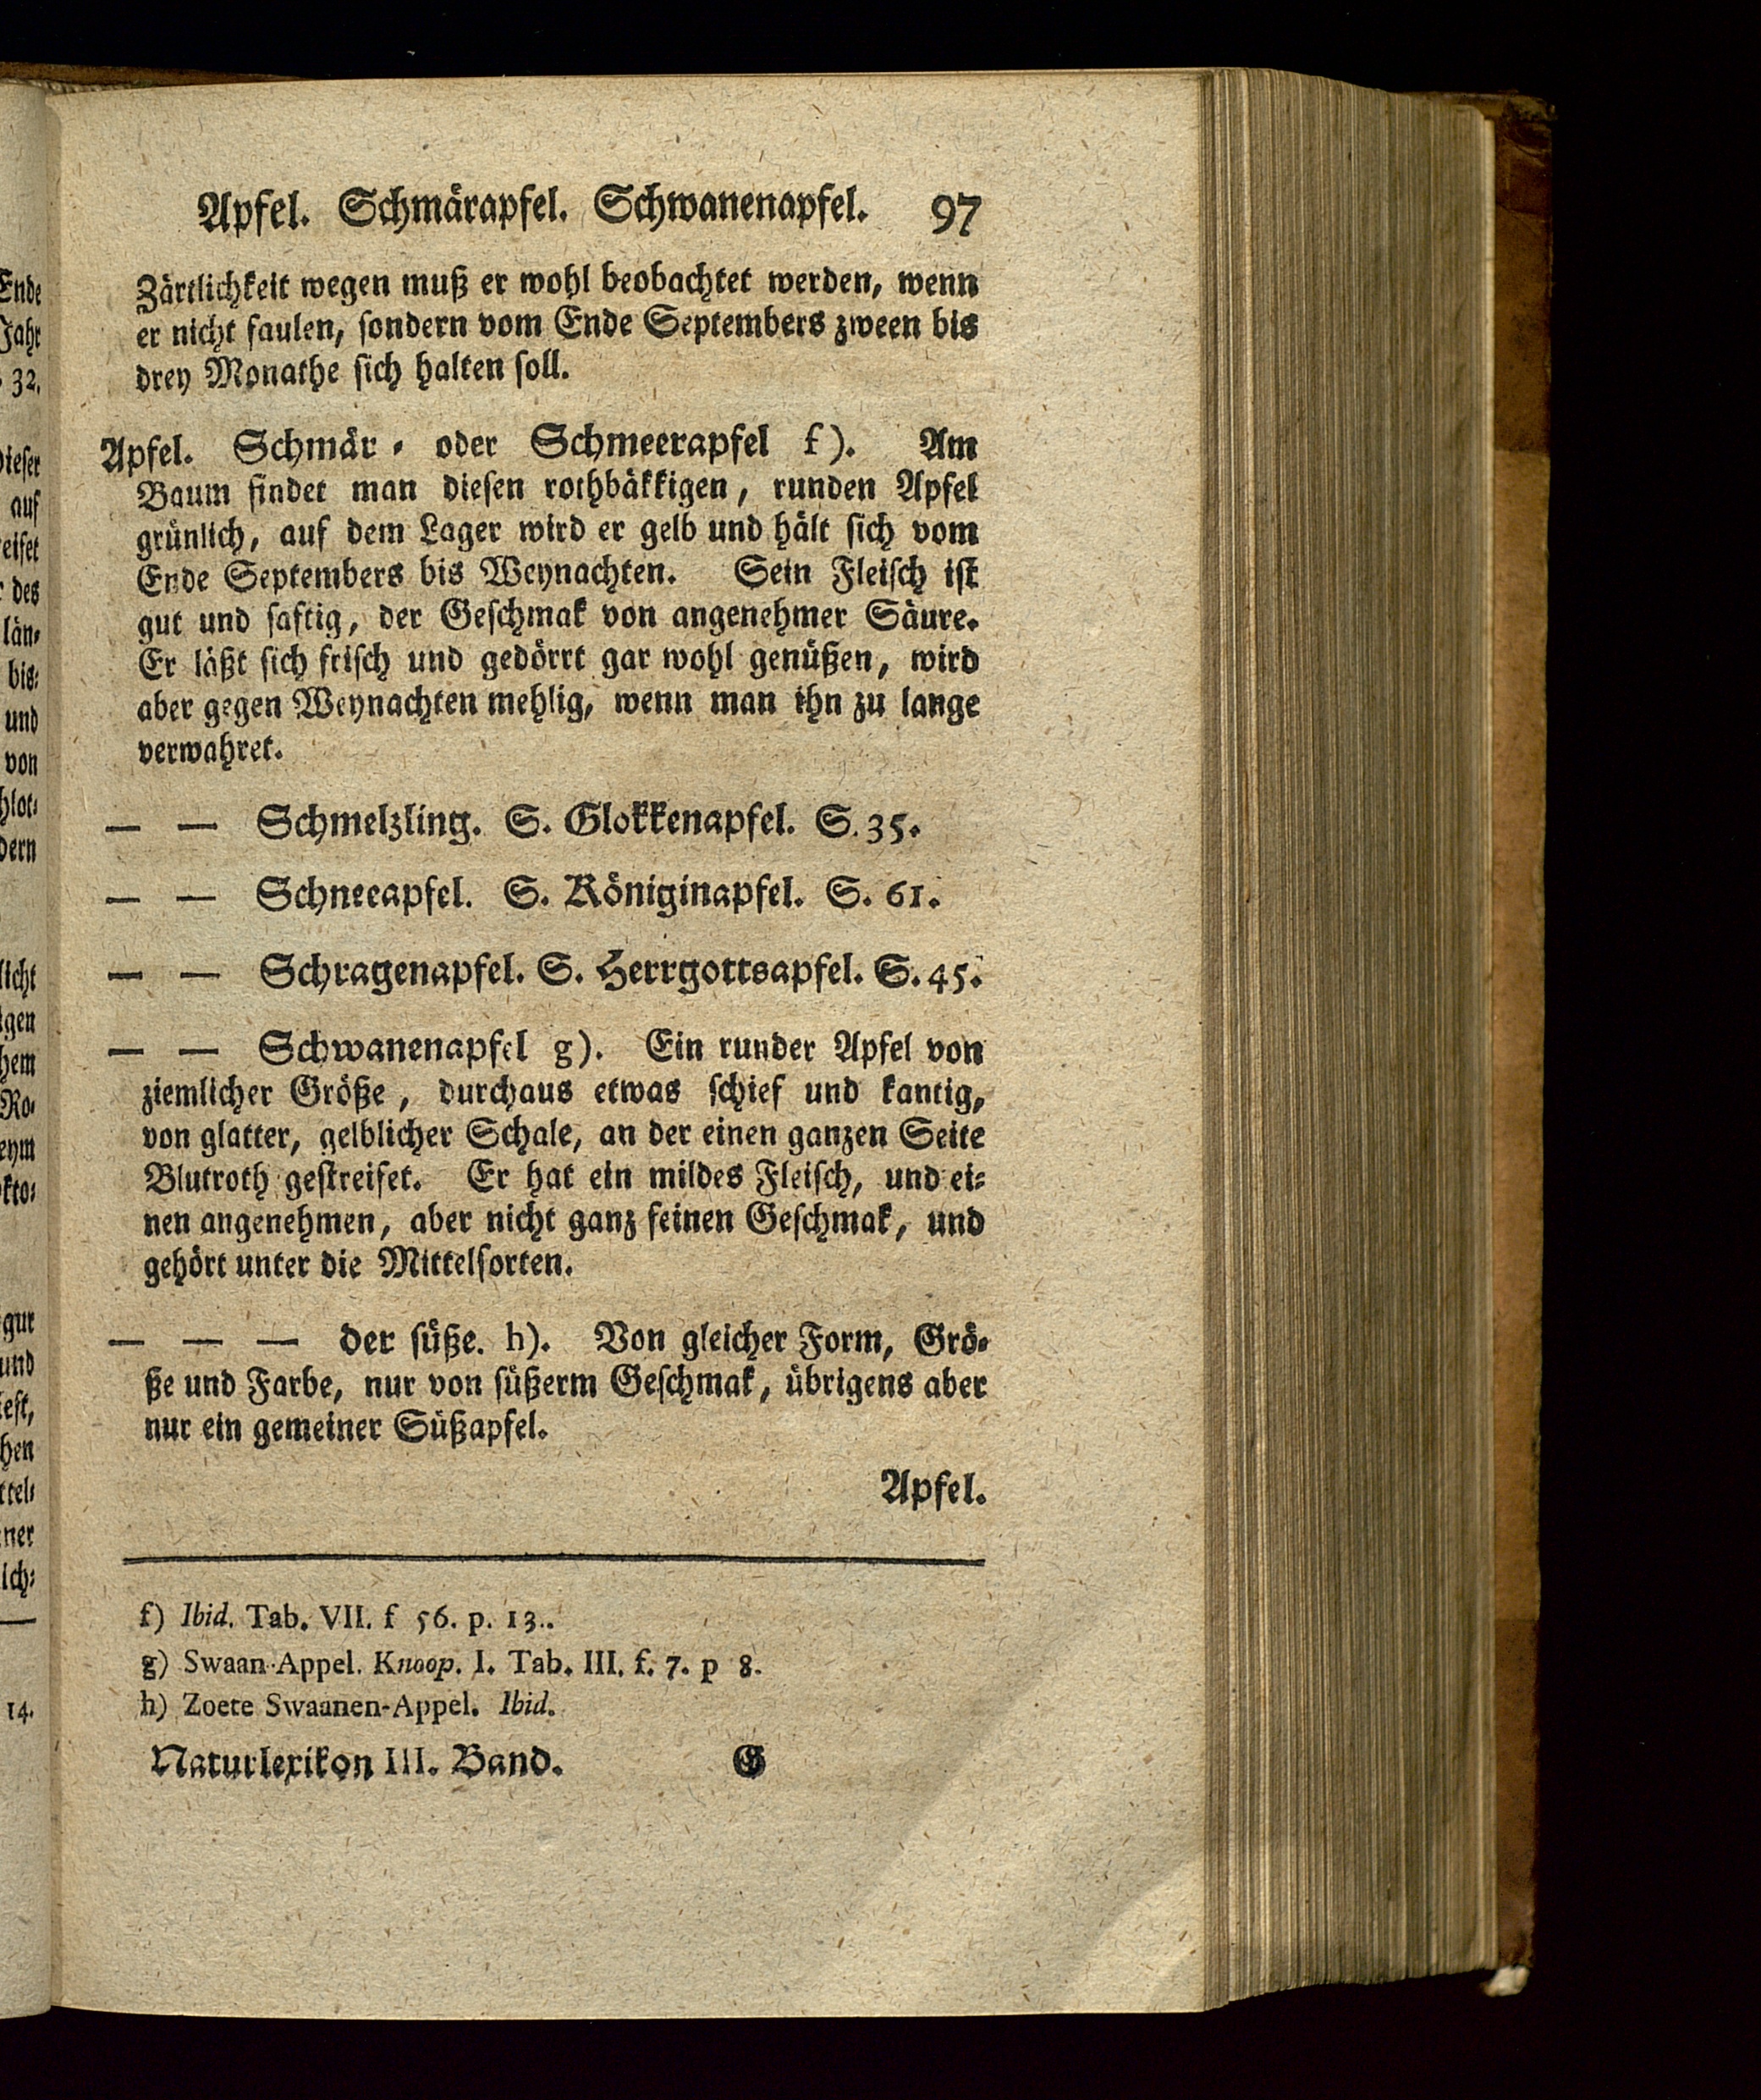 Apfel. Schmärapfel. Schwanenapfel. 97
Zärtlichkeit wegen muß er wohl beobachtet werden, wenn
er nicht faulen, sondern vom Ende Septembers zween bis
drey Monathe sich halten soll.
Apfel. Schmär- oder Schmeerapfel f). Am
Baum findet man diesen rothbäkkigen, runden Apfel
grünlich, auf dem Lager wird er gelb und hält sich vom
Ende Septembers bis Weynachten. Sein Fleisch ist
gut und saftig, der Geschmak von angenehmer Säure.
Er läßt sich frisch und gedörrt gar wohl genüßen, wird
aber gegen Weynachten mehlig, wenn man ihn zu lange
verwahret.
— — Schmelzling. S. Glokkenapfel. S. 35.
— — Schneeapfel. S. Königinapfel. S. 61.
— — Schragenapfel. S. Herrgottsapfel. S. 45.
— — Schwanenapfel g). Ein runder Apfel von
ziemlicher Größe, durchaus etwas schief und kantig,
von glatter, gelblicher Schale, an der einen ganzen Seite
Blutroth gestreifet. Er hat ein mildes Fleisch, und ei-
nen angenehmen, aber nicht ganz feinen Geschmak, und
gehört unter die Mittelsorten.
— — — der süße. h). Von gleicher Form, Grö-
ße und Farbe, nur von süßerm Geschmak, übrigens aber
nur ein gemeiner Süßapfel.
Apfel.
f) Ibid. Tab. VII. f 56. p. 13..
g) Swaan-Appel. Knoop. I. Tab. III. f. 7. p 8.
h) Zoete Swaanen-Appel. Ibid.
Naturlexikon III. Band. G